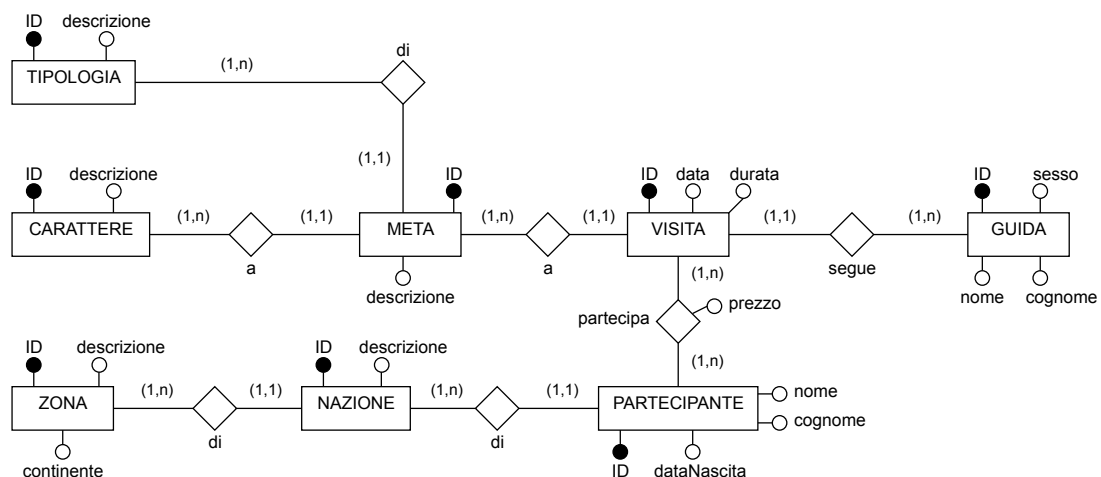 ID descrizione
TIPOLOGIA
(1,n)
di
(1,1)
ID descrizione
CARATTERE
(1,n)
a
(1,1)
ID
META
descrizione
(1,n)
a
(1,1)
ID data durata
VISITA
(1,1)
segue
(1,n)
ID sesso
GUIDA
nome cognome
(1,n)
partecipa
prezzo
(1,n)
ID descrizione
ZONA
continente
(1,n)
di
(1,1)
ID descrizione
NAZIONE
(1,n)
di
(1,1)
PARTECIPANTE
nome
cognome
ID dataNascita